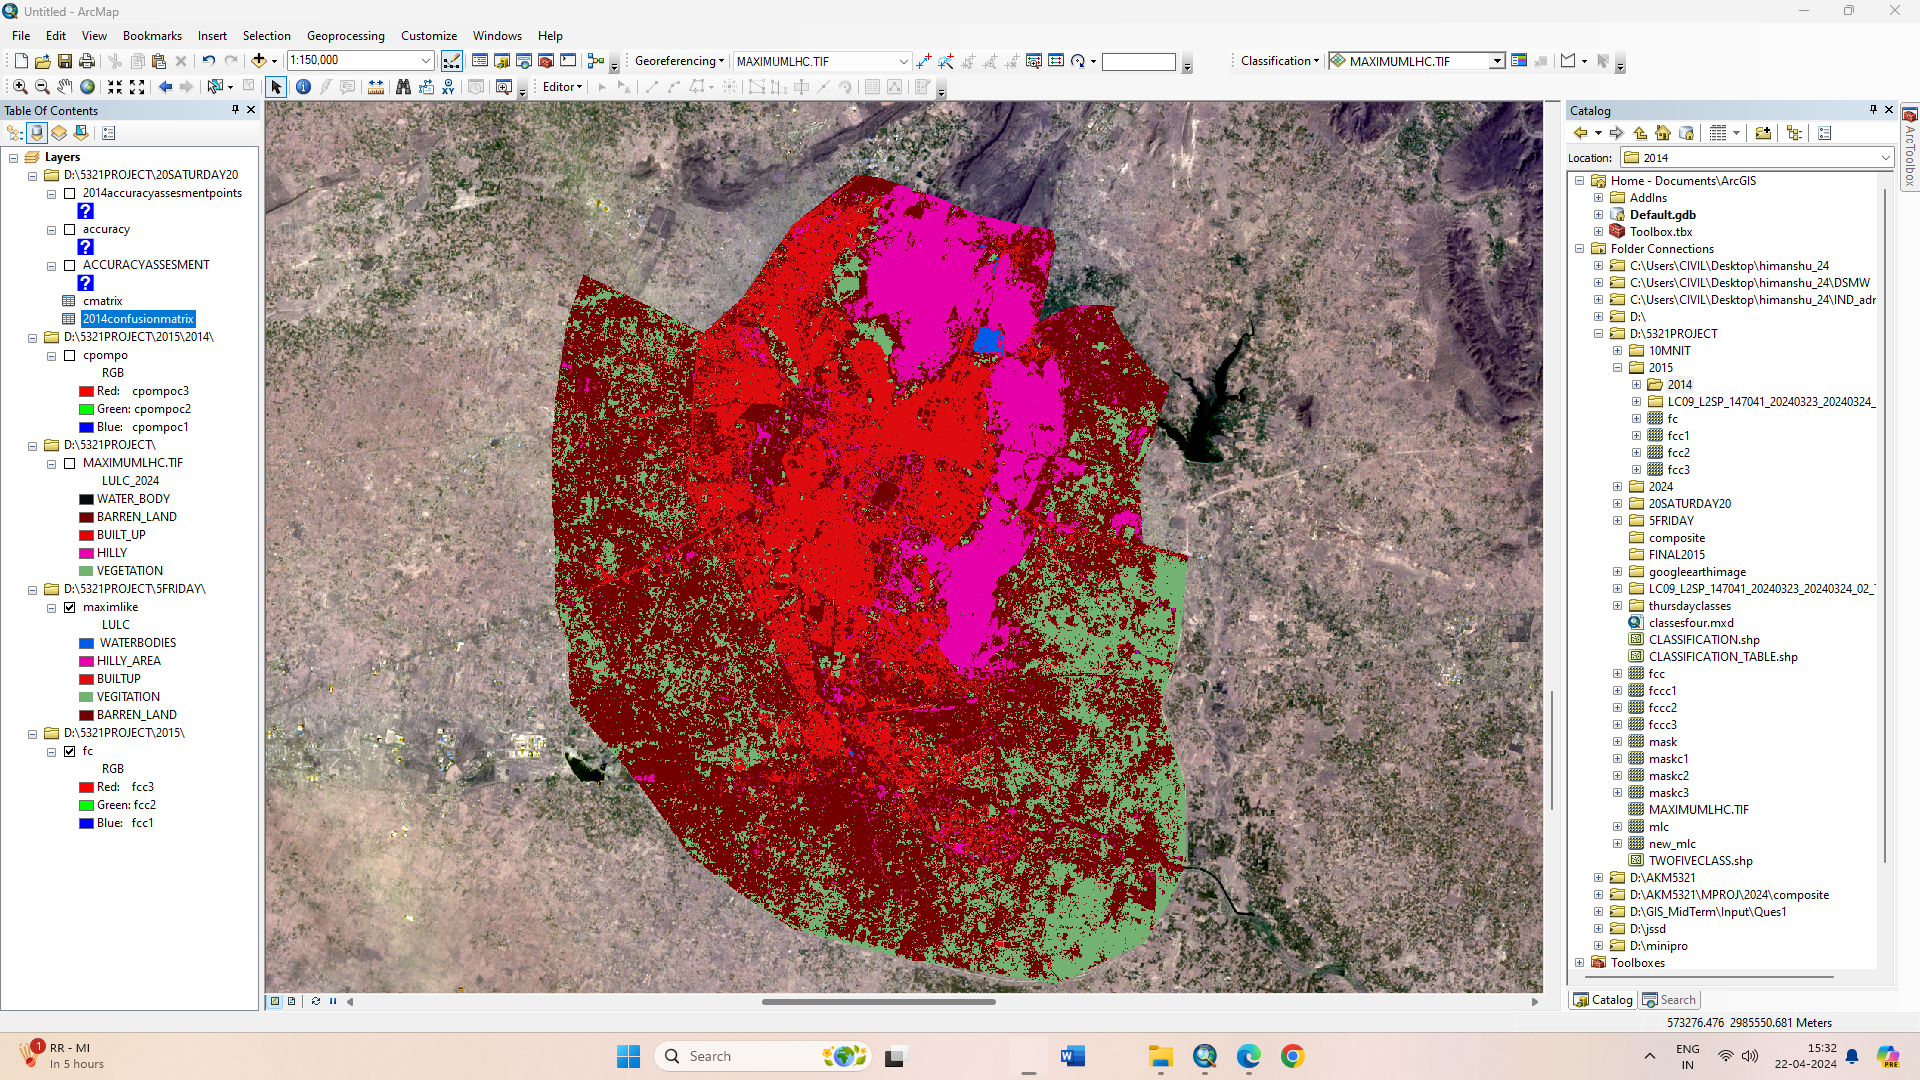 Untitled - ArcMap
File Edit View Bookmarks Insert Selection Geoprocessing Customize Windows Help
1:150,000
Georeferencing
MAXIMUMLHC.TIF
Classification
MAXIMUMLHC.TIF
Editor
Table Of Contents
Layers
D:\5321PROJECT\20SATURDAY20
2014accuracyassesmentpoints
?
accuracy
?
ACCURACYASSESMENT
?
cmatrix
2014confusionmatrix
D:\5321PROJECT\2015\2014\
cpompo
RGB
Red: cpompoc3
Green: cpompoc2
Blue: cpompoc1
D:\5321PROJECT\
MAXIMUMLHC.TIF
LULC_2024
WATER_BODY
BARREN_LAND
BUILT_UP
HILLY
VEGETATION
D:\5321PROJECT\5FRIDAY\
maximlike
LULC
WATERBODIES
HILLY_AREA
BUILTUP
VEGITATION
BARREN_LAND
D:\5321PROJECT\2015\
fc
RGB
Red: fcc3
Green: fcc2
Blue: fcc1
Catalog
Location: 2014
Home - Documents\ArcGIS
AddIns
Default.gdb
Toolbox.tbx
Folder Connections
C:\Users\CIVIL\Desktop\himanshu_24
C:\Users\CIVIL\Desktop\himanshu_24\DSMW
C:\Users\CIVIL\Desktop\himanshu_24\IND_adr
D:\
D:\5321PROJECT
10MNIT
2015
2014
LC09_L2SP_147041_20240323_20240324_
fc
fcc1
fcc2
fcc3
2024
20SATURDAY20
5FRIDAY
composite
FINAL2015
googleearthimage
LC09_L2SP_147041_20240323_20240324_02_
thursdayclasses
classesfour.mxd
CLASSIFICATION.shp
CLASSIFICATION_TABLE.shp
fcc
fccc1
fccc2
fccc3
mask
maskc1
maskc2
maskc3
MAXIMUMLHC.TIF
mlc
new_mlc
TWOFIVECLASS.shp
D:\AKM5321
D:\AKM5321\MPROJ\2024\composite
D:\GIS_MidTerm\Input\Ques1
D:\jssd
D:\minipro
Toolboxes
Catalog Search
ArcToolbox
573276.476 2985550.681 Meters
1
RR - MI
In 5 hours
Search
ENG
IN
15:32
22-04-2024
PRE